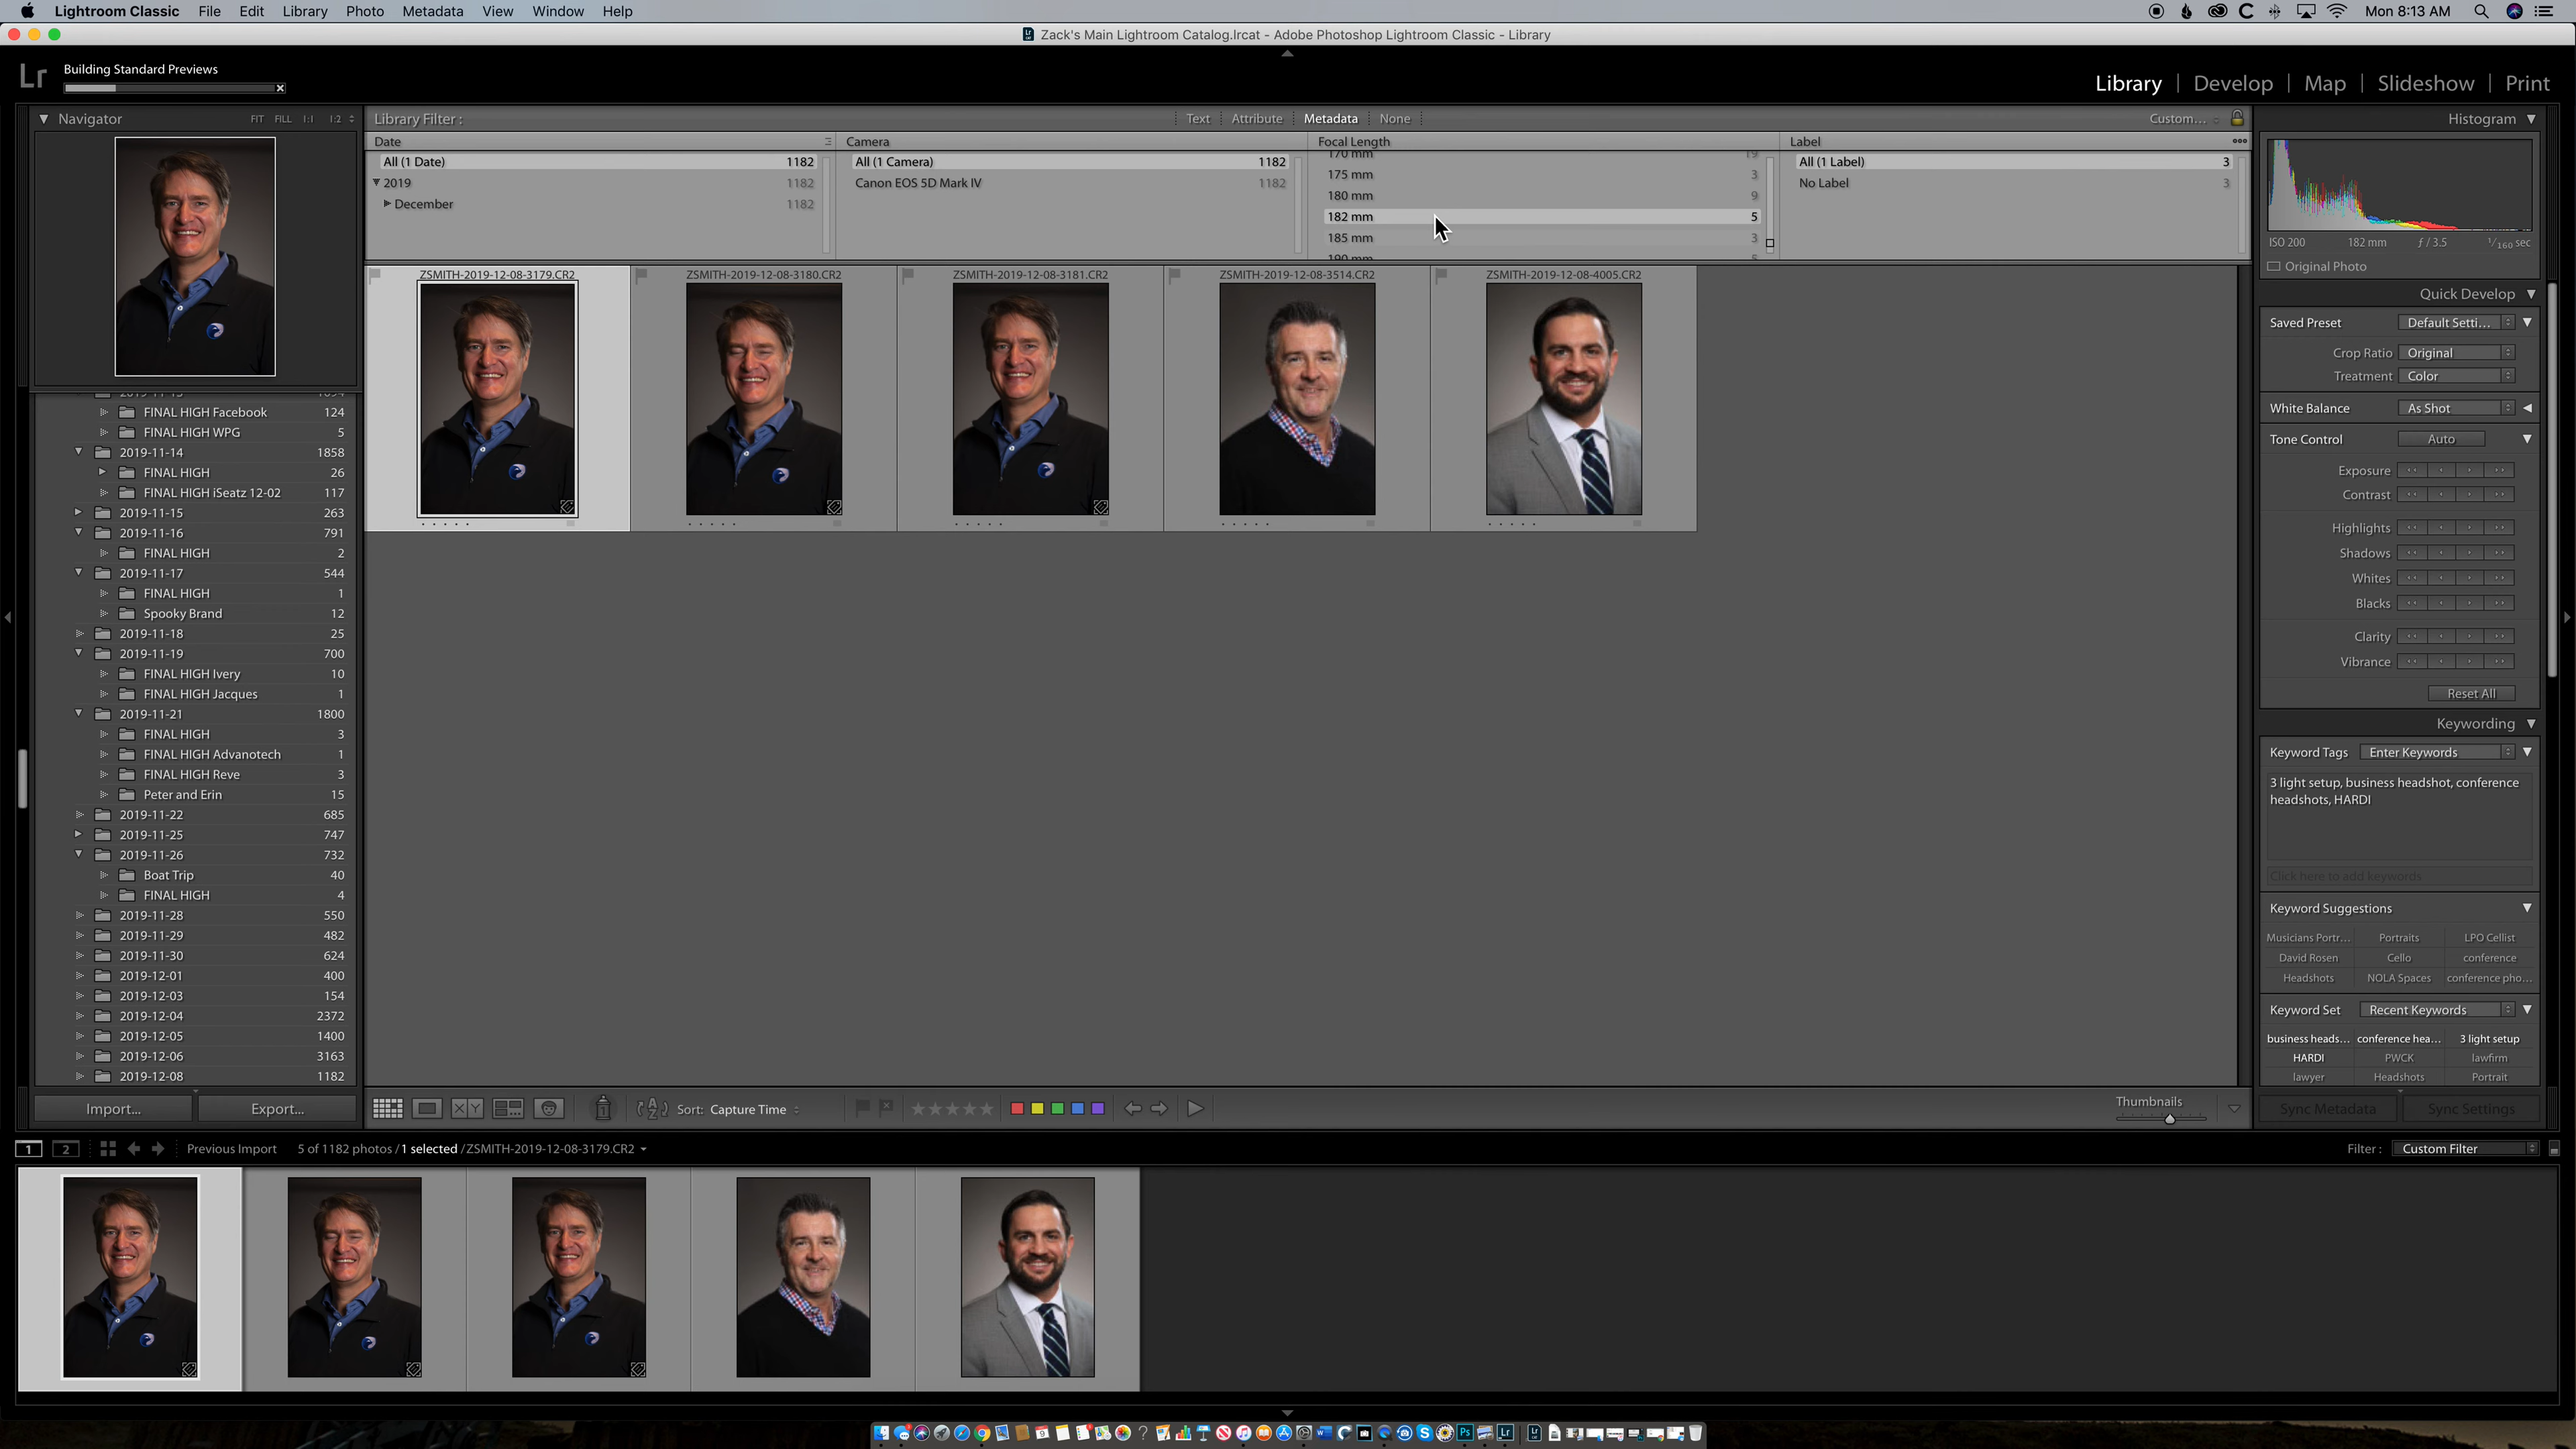 Lightroom Classic File Edit Library Photo Metadata View Window Help Mon 8:13 AM
Zack's Main Lightroom Catalog.lrcat - Adobe Photoshop Lightroom Classic - Library
Lr Building Standard Previews
Library | Develop | Map | Slideshow | Print
Navigator FIT FILL 1:1 1:2
Library Filter : Text Attribute Metadata None Custom...
Date Camera Focal Length Label
All (1 Date) 1182 All (1 Camera) 1182 170 mm 19 All (1 Label) 3
175 mm 3
2019 1182 Canon EOS 5D Mark IV 1182 No Label 3
180 mm 9
December 1182
182 mm 5
185 mm 3
190 mm 5
ZSMITH-2019-12-08-3179.CR2 ZSMITH-2019-12-08-3180.CR2 ZSMITH-2019-12-08-3181.CR2 ZSMITH-2019-12-08-3514.CR2 ZSMITH-2019-12-08-4005.CR2
FINAL HIGH Facebook 124
FINAL HIGH WPG 5
2019-11-14 1858
FINAL HIGH 26
FINAL HIGH iSeatz 12-02 117
2019-11-15 263
2019-11-16 791
FINAL HIGH 2
2019-11-17 544
FINAL HIGH 1
Spooky Brand 12
2019-11-18 25
2019-11-19 700
FINAL HIGH Ivery 10
FINAL HIGH Jacques 1
2019-11-21 1800
FINAL HIGH 3
FINAL HIGH Advanotech 1
FINAL HIGH Reve 3
Peter and Erin 15
2019-11-22 685
2019-11-25 747
2019-11-26 732
Boat Trip 40
FINAL HIGH 4
2019-11-28 550
2019-11-29 482
2019-11-30 624
2019-12-01 400
2019-12-03 154
2019-12-04 2372
2019-12-05 1400
2019-12-06 3163
2019-12-08 1182
Import... Export...
Histogram
ISO 200 182 mm ƒ / 3.5 1/160 sec
Original Photo
Quick Develop
Saved Preset Default Setti...
Crop Ratio Original
Treatment Color
White Balance As Shot
Tone Control Auto
Exposure
Contrast
Highlights
Shadows
Whites
Blacks
Clarity
Vibrance
Reset All
Keywording
Keyword Tags Enter Keywords
3 light setup, business headshot, conference
headshots, HARDI
Click here to add keywords
Keyword Suggestions
Musicians Portr... Portraits LPO Cellist
David Rosen Cello conference
Headshots NOLA Spaces conference pho...
Keyword Set Recent Keywords
business heads... conference hea... 3 light setup
HARDI PWCK lawfirm
lawyer Headshots Portrait
Sort: Capture Time Thumbnails Sync Metadata Sync Settings
1 2 Previous Import 5 of 1182 photos / 1 selected / ZSMITH-2019-12-08-3179.CR2 Filter : Custom Filter